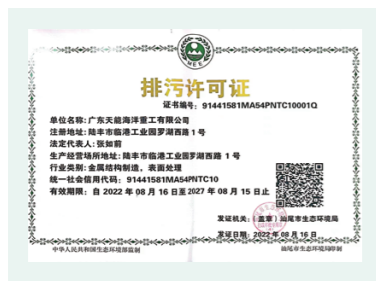 MEE
排污许可证
证书编号：91441581MA54PNTC10001Q
单位名称：广东天能海洋重工有限公司
注册地址：陆丰市临港工业园罗湖西路1号
法定代表人：张如前
生产经营场所地址：陆丰市临港工业园罗湖西路 1号
行业类别：金属结构制造，表面处理
统一社会信用代码：91441581MA54PNTC10
有效期限：自2022年08月16日至2027年08月15日止
发证机关：（盖章）汕尾市生态环境局
发证日期：2022年08月16日
中华人民共和国生态环境部监制
汕尾市生态环境局印制